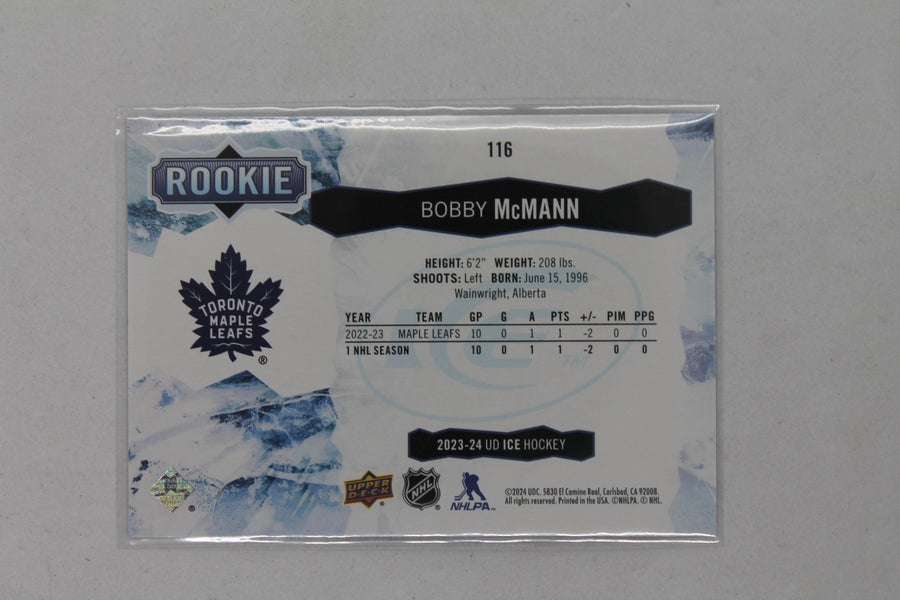 116
ROOKIE
BOBBY McMANN
TORONTO
MAPLE
LEAFS
®
HEIGHT: 6'2" WEIGHT: 208 lbs.
SHOOTS: Left BORN: June 15, 1996
Wainwright, Alberta
YEAR TEAM GP G A PTS +/- PIM PPG
2022-23 MAPLE LEAFS 10 0 1 1 -2 0 0
1 NHL SEASON 10 0 1 1 -2 0 0
ICE
TM
2023-24 UD ICE HOCKEY
®
UPPER
DECK
NHL
NHLPA
©2024 UDC. 5830 El Camino Real, Carlsbad, CA 92008.
All rights reserved. Printed in the USA. ©NHLPA. © NHL.